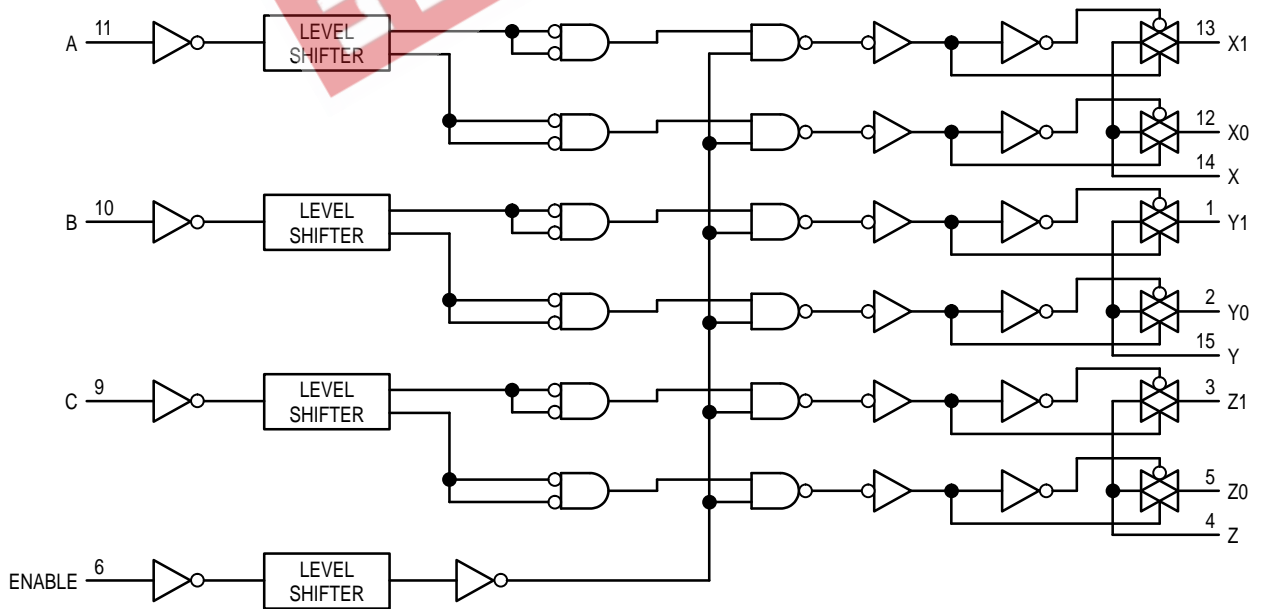 A 11 LEVEL SHIFTER 13 X1
12 X0
14 X
B 10 LEVEL SHIFTER 1 Y1
2 Y0
15 Y
C 9 LEVEL SHIFTER 3 Z1
5 Z0
4 Z
ENABLE 6 LEVEL SHIFTER